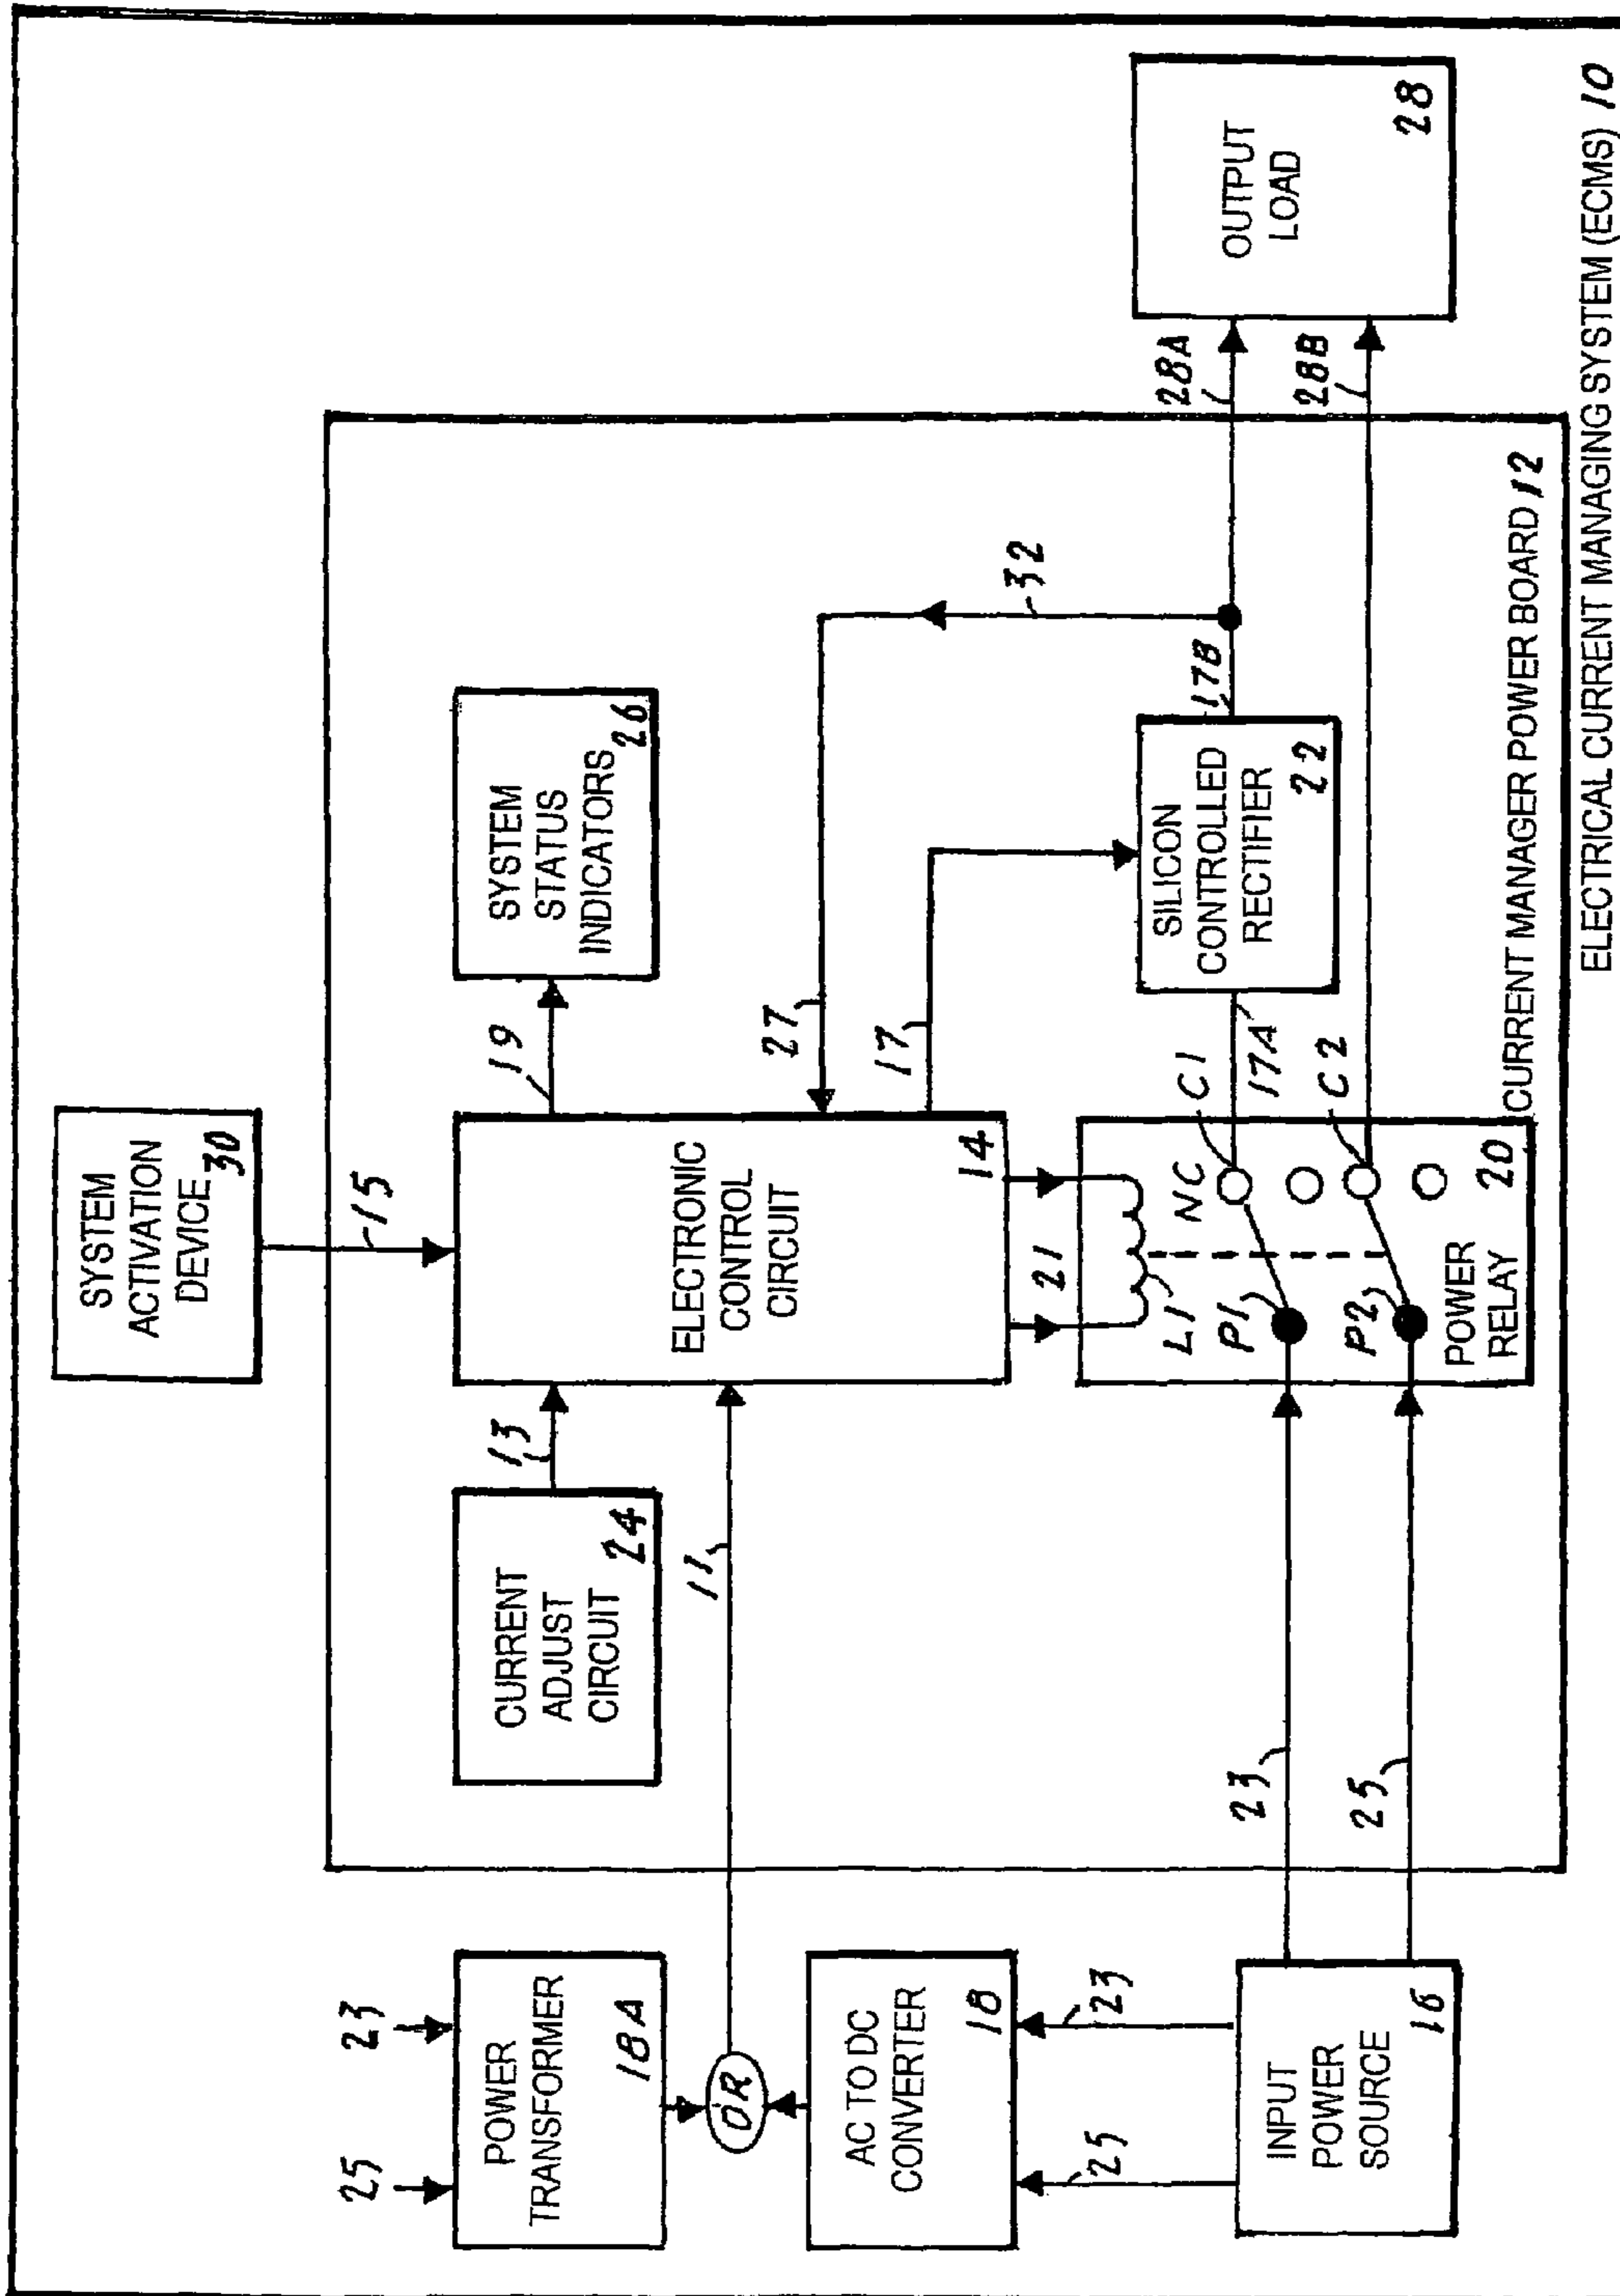 SYSTEM
ACTIVATION
DEVICE 30
15
25
23
POWER
TRANSFORMER
18A
OR
AC TO DC
CONVERTER
18
25
23
INPUT
POWER
SOURCE
16
11
CURRENT
ADJUST
CIRCUIT
24
13
ELECTRONIC
CONTROL
CIRCUIT
14
19
SYSTEM
STATUS
INDICATORS
26
27
32
17
21
L1
NC
P1
C1
17A
P2
C2
POWER
RELAY
20
23
25
SILICON
CONTROLLED
RECTIFIER
22
17B
28A
28B
OUTPUT
LOAD
28
CURRENT MANAGER POWER BOARD 12
ELECTRICAL CURRENT MANAGING SYSTEM (ECMS) 10